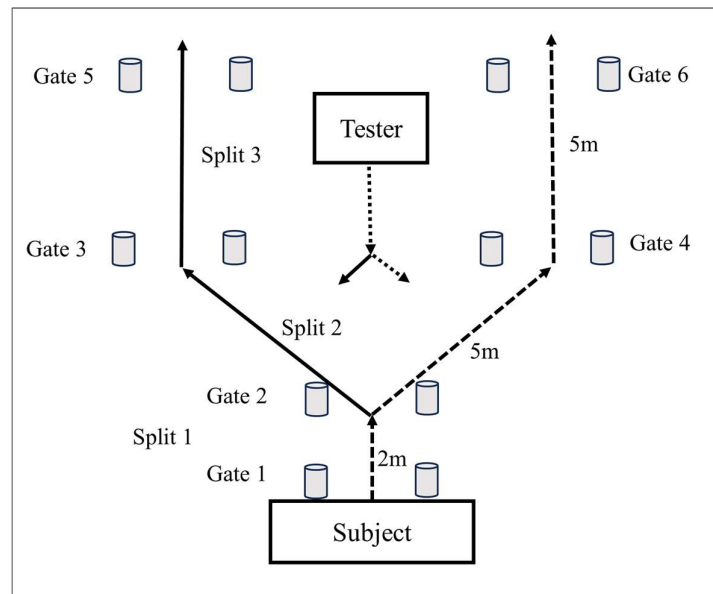 Gate 5
Gate 6
Tester
Split 3
5m
Gate 3
Gate 4
Split 2
5m
Gate 2
Split 1
2m
Gate 1
Subject